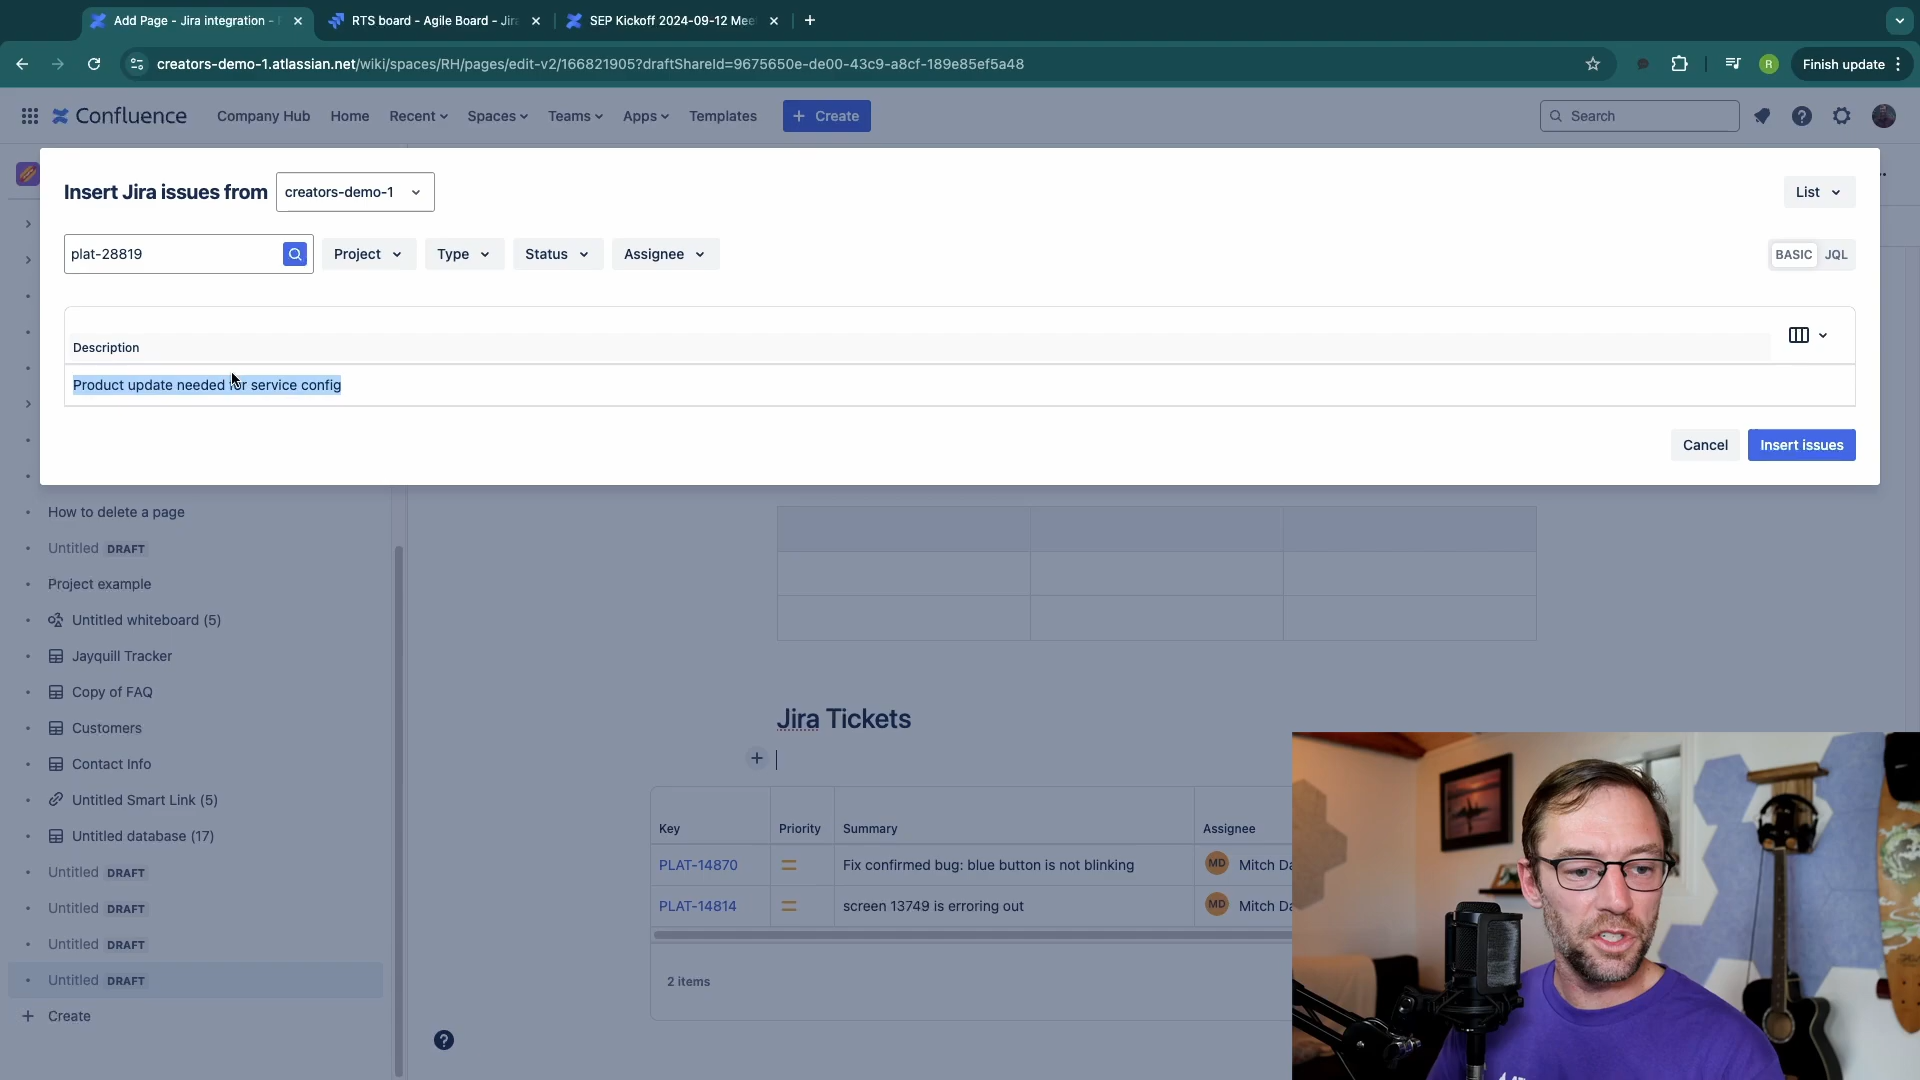 Add Page - Jira integration -
RTS board - Agile Board - Jira
SEP Kickoff 2024-09-12 Mee
creators-demo-1.atlassian.net/wiki/spaces/RH/pages/edit-v2/166821905?draftShareId=9675650e-de00-43c9-a8cf-189e85ef5a48
R
Finish update
Confluence
Company Hub
Home
Recent
Spaces
Teams
Apps
Templates
+ Create
Search
Insert Jira issues from
creators-demo-1
List
plat-28819
Project
Type
Status
Assignee
BASIC
JQL
Description
Product update needed for service config
Cancel
Insert issues
How to delete a page
Untitled DRAFT
Project example
Untitled whiteboard (5)
Jayquill Tracker
Copy of FAQ
Customers
Contact Info
Untitled Smart Link (5)
Untitled database (17)
Untitled DRAFT
Untitled DRAFT
Untitled DRAFT
Untitled DRAFT
+ Create
Jira Tickets
Key
Priority
Summary
Assignee
PLAT-14870
Fix confirmed bug: blue button is not blinking
MD
Mitch Da
PLAT-14814
screen 13749 is erroring out
MD
Mitch Da
2 items